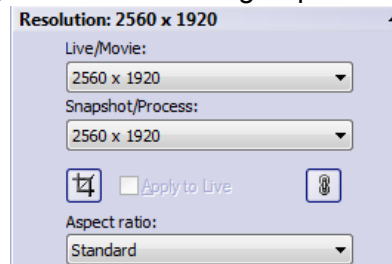 Resolution: 2560 x 1920
Live/Movie:
2560 x 1920
Snapshot/Process:
2560 x 1920
Apply to Live
Aspect ratio:
Standard